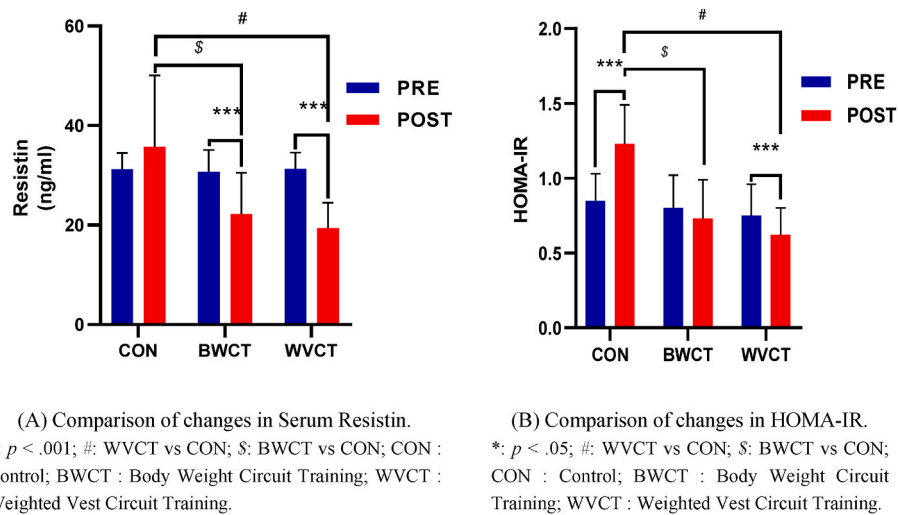 #
$
***
***
60
40
20
0
Resistin
(ng/ml)
PRE
POST
CON
BWCT
WVCT
#
$
***
***
2.0
1.5
1.0
0.5
0.0
HOMA-IR
PRE
POST
CON
BWCT
WVCT
(A) Comparison of changes in Serum Resistin.
: p < .001; #: WVCT vs CON; $: BWCT vs CON; CON :
ontrol; BWCT : Body Weight Circuit Training; WVCT :
Weighted Vest Circuit Training.
(B) Comparison of changes in HOMA-IR.
*: p < .05; #: WVCT vs CON; $: BWCT vs CON;
CON : Control; BWCT : Body Weight Circuit
Training; WVCT : Weighted Vest Circuit Training.